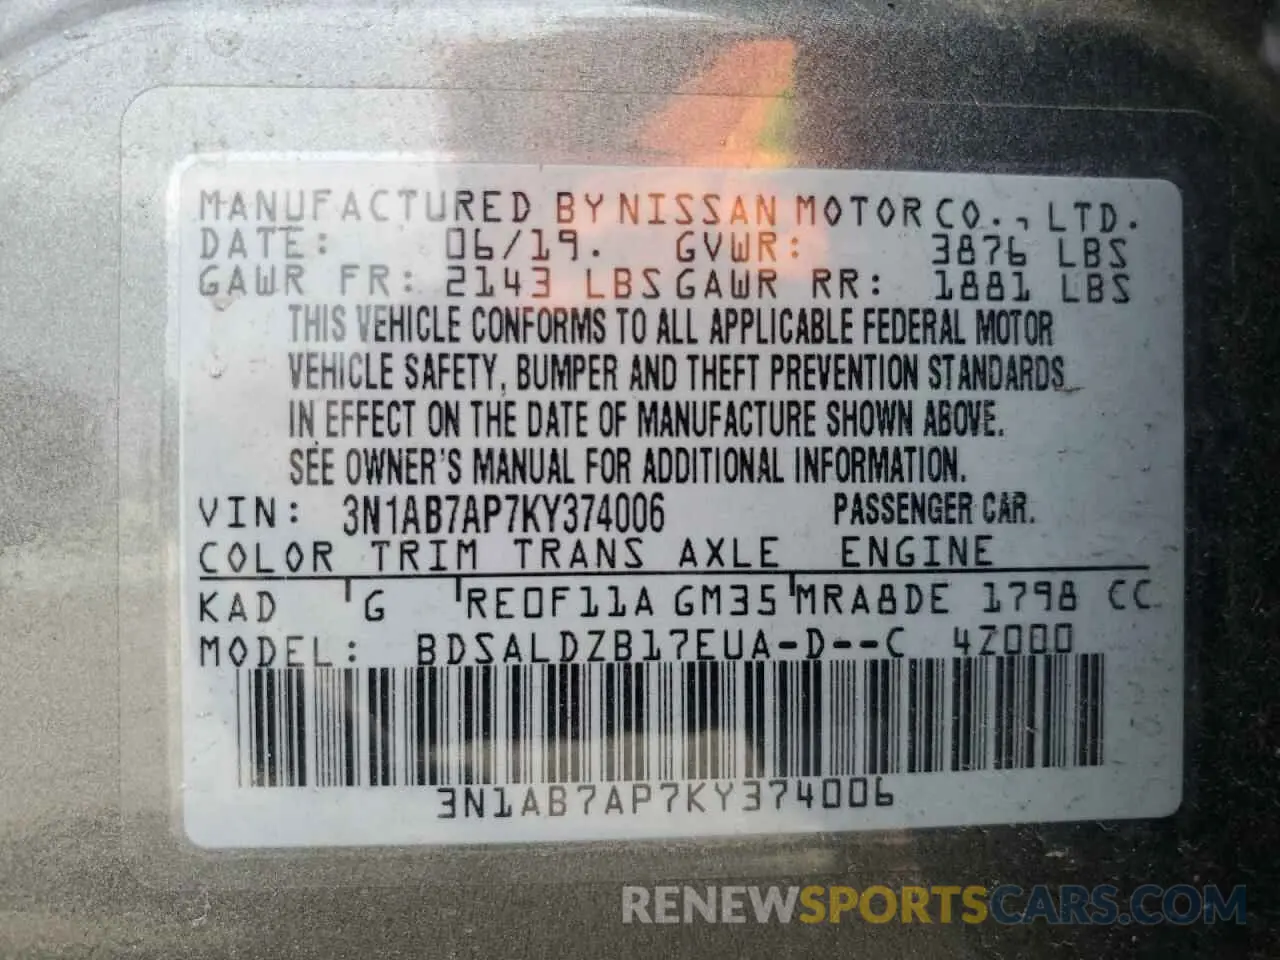 MANUFACTURED BY NISSAN MOTOR CO., LTD.
DATE: 06/19. GVWR: 3876 LBS
GAWR FR: 2143 LBS GAWR RR: 1881 LBS
THIS VEHICLE CONFORMS TO ALL APPLICABLE FEDERAL MOTOR
VEHICLE SAFETY, BUMPER AND THEFT PREVENTION STANDARDS
IN EFFECT ON THE DATE OF MANUFACTURE SHOWN ABOVE.
SEE OWNER'S MANUAL FOR ADDITIONAL INFORMATION.
VIN: 3N1AB7AP7KY374006 PASSENGER CAR.
COLOR TRIM TRANS AXLE ENGINE
KAD G RE0F11A GM35 MRA8DE 1798 CC
MODEL: BDSALDZB17EUA-D--C 4Z000
3N1AB7AP7KY374006
RENEWSPORTSCARS.COM